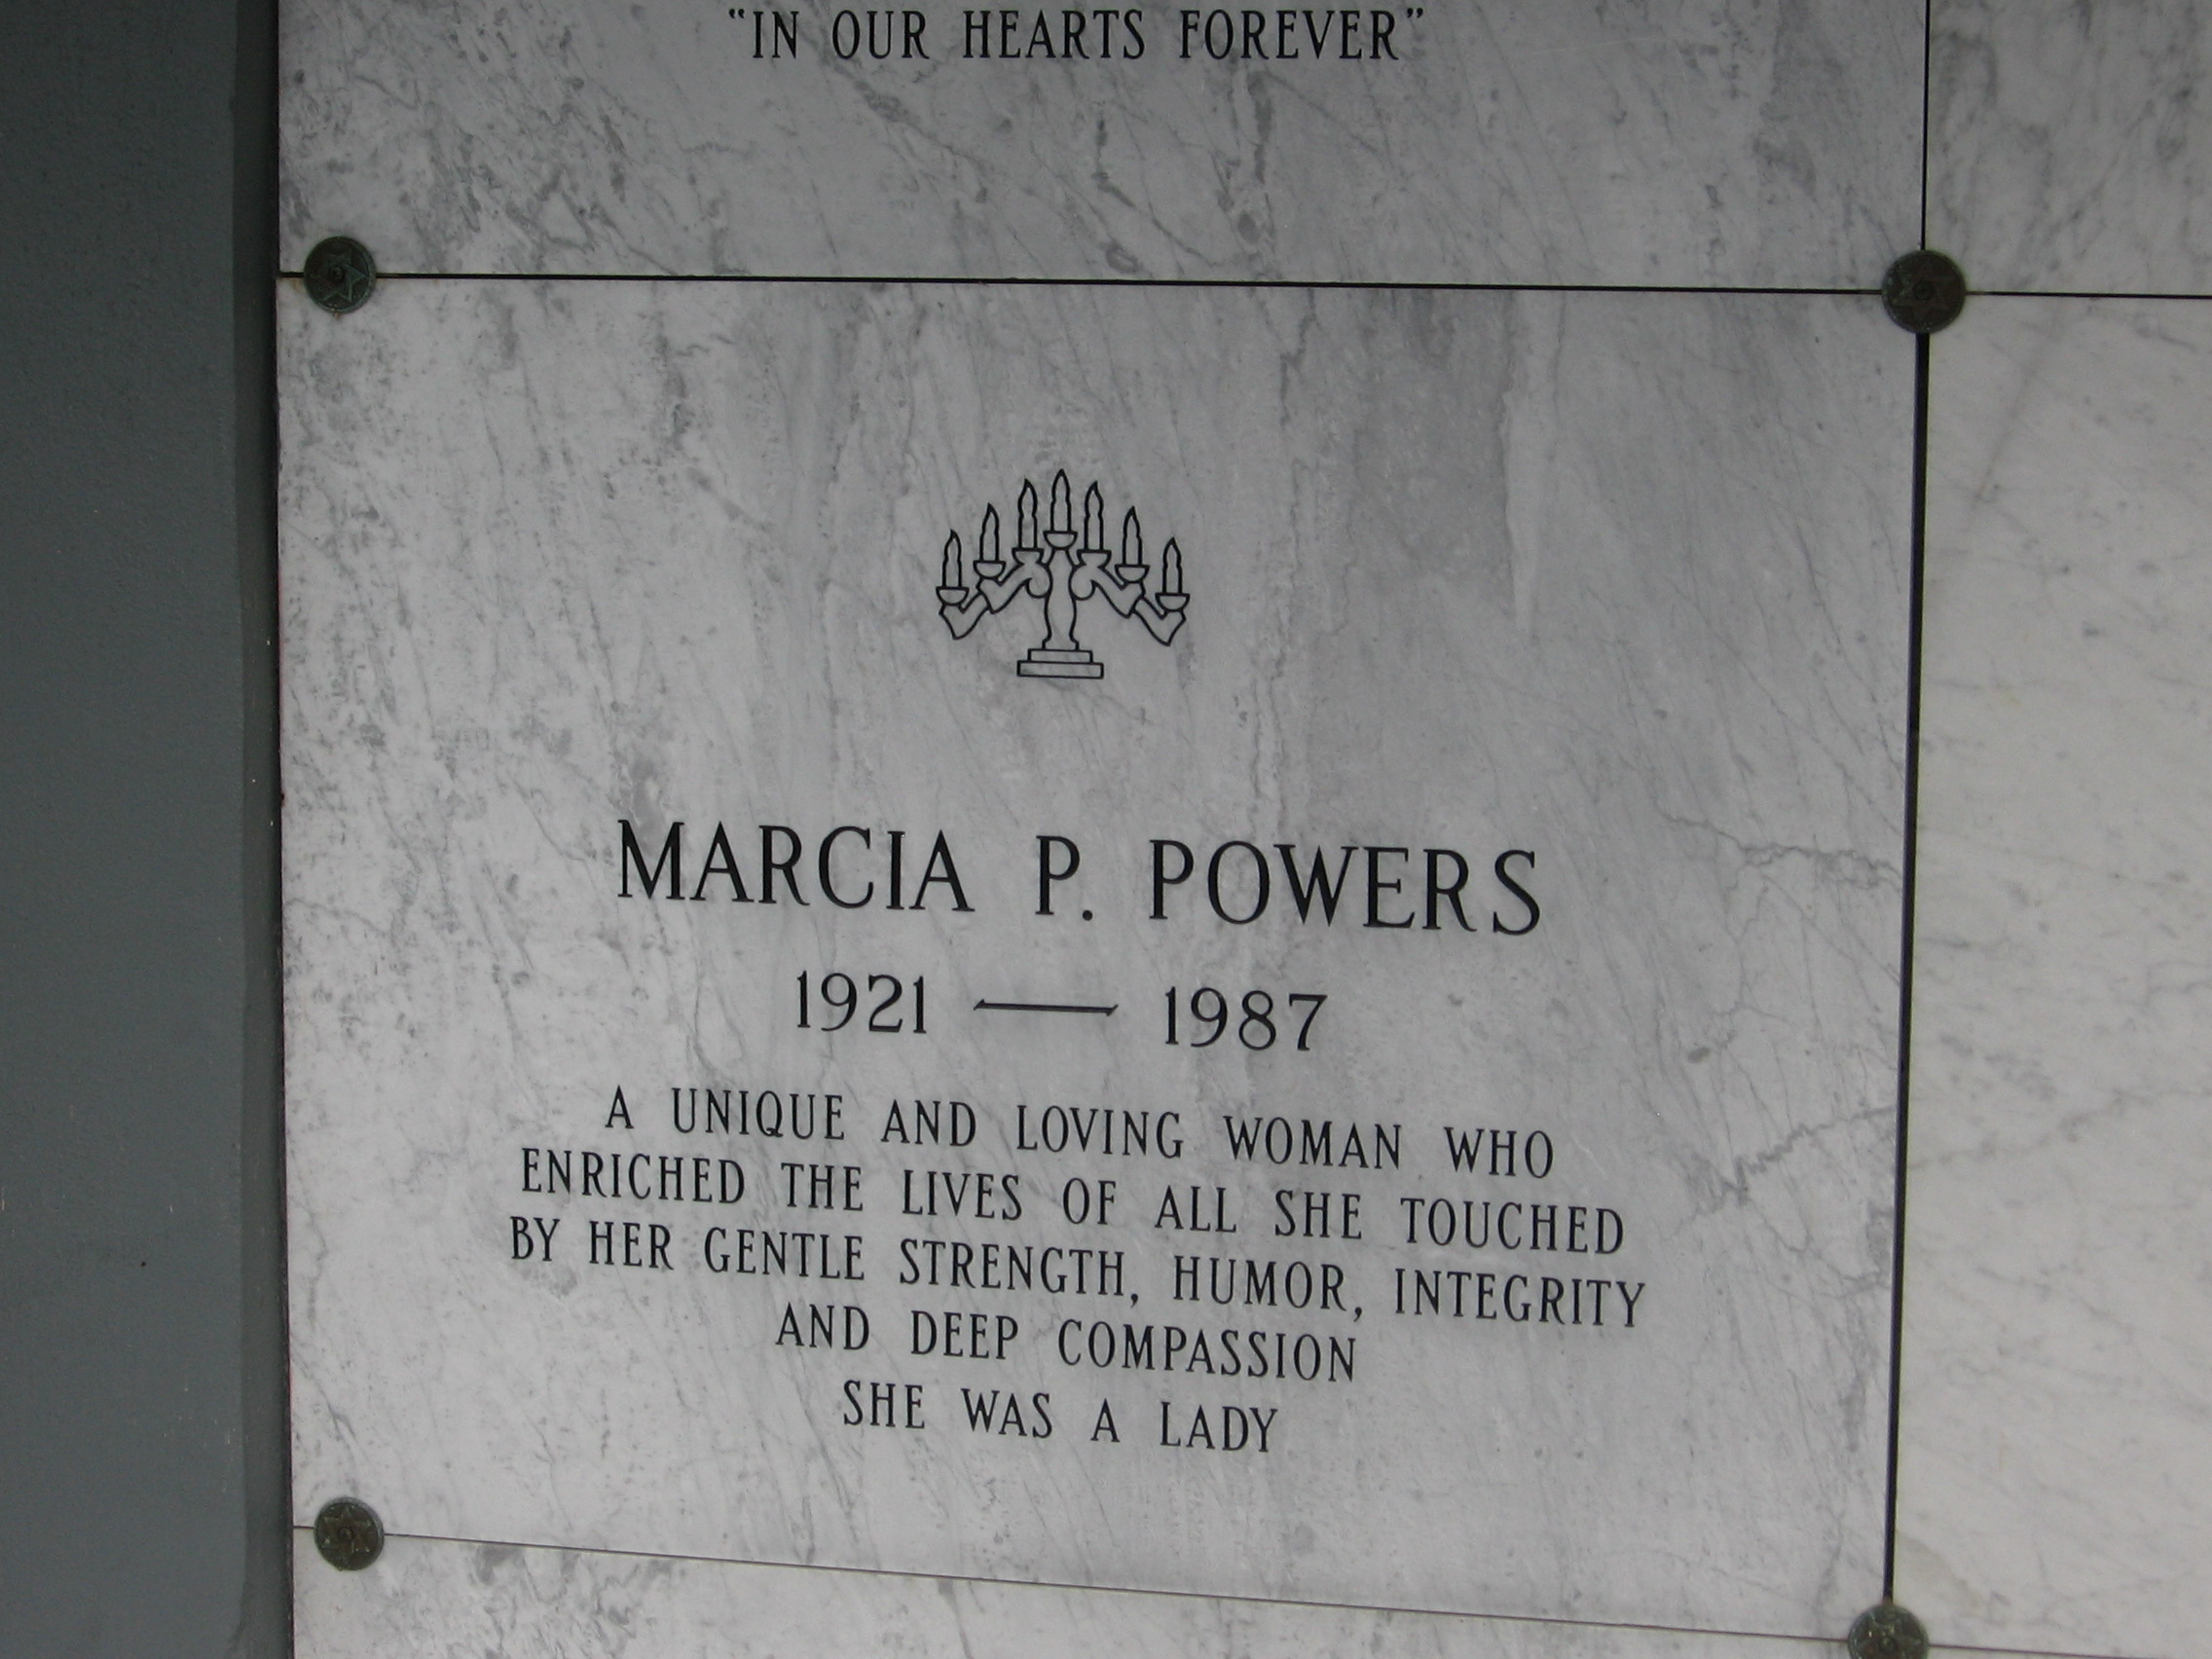 "IN OUR HEARTS FOREVER"
MARCIA P. POWERS
1921 — 1987
A UNIQUE AND LOVING WOMAN WHO
ENRICHED THE LIVES OF ALL SHE TOUCHED
BY HER GENTLE STRENGTH, HUMOR, INTEGRITY
AND DEEP COMPASSION
SHE WAS A LADY